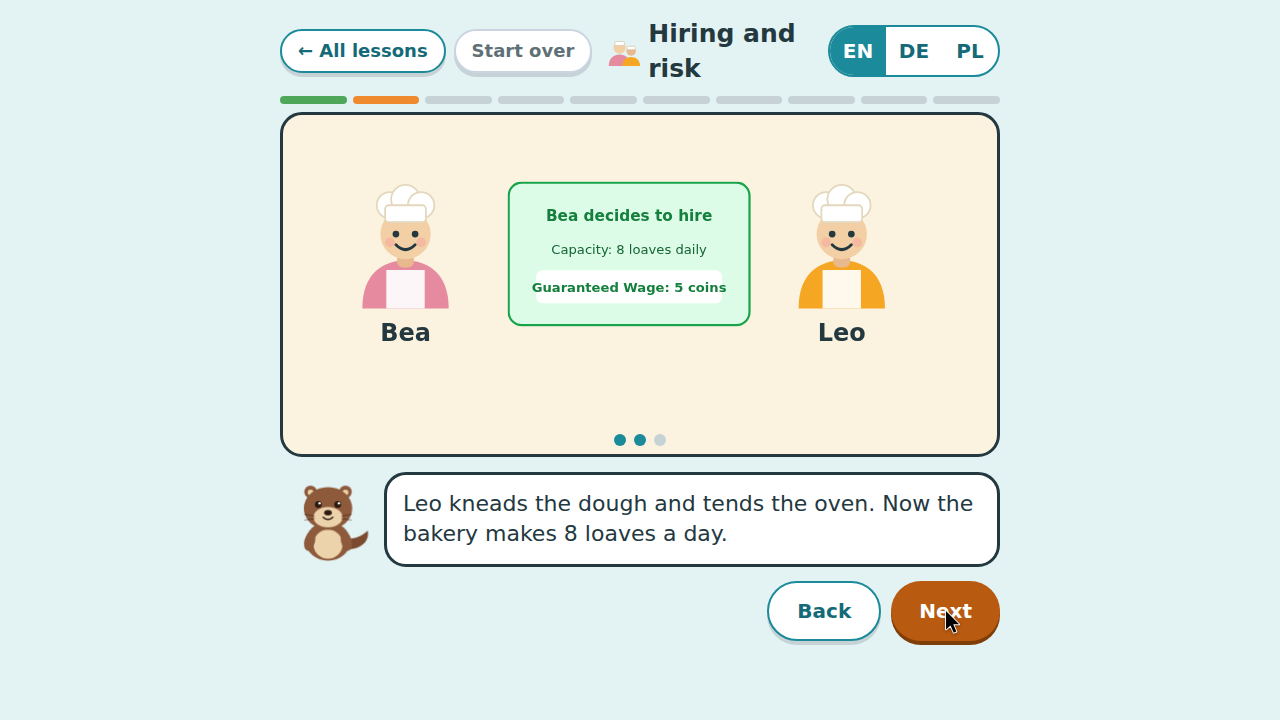 ← All lessons
Start over
Hiring and
risk
EN
DE
PL
Bea decides to hire
Capacity: 8 loaves daily
Guaranteed Wage: 5 coins
Bea
Leo
Leo kneads the dough and tends the oven. Now the
bakery makes 8 loaves a day.
Back
Next